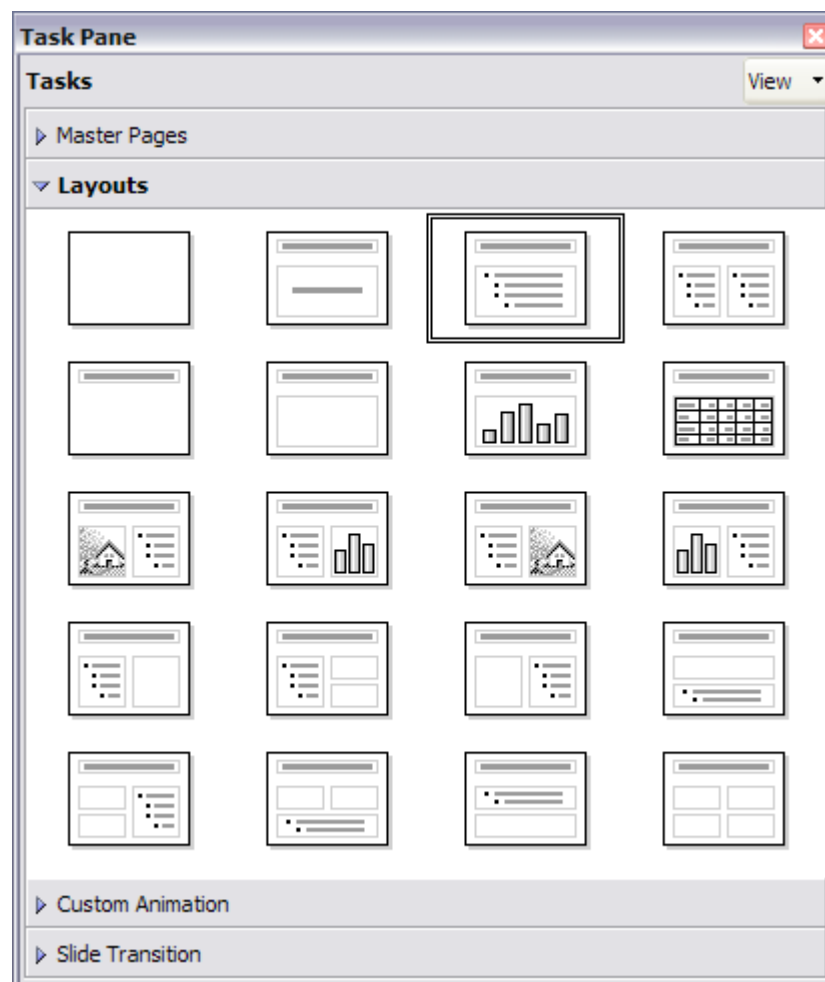 Task Pane
Tasks
View
Master Pages
Layouts
Custom Animation
Slide Transition